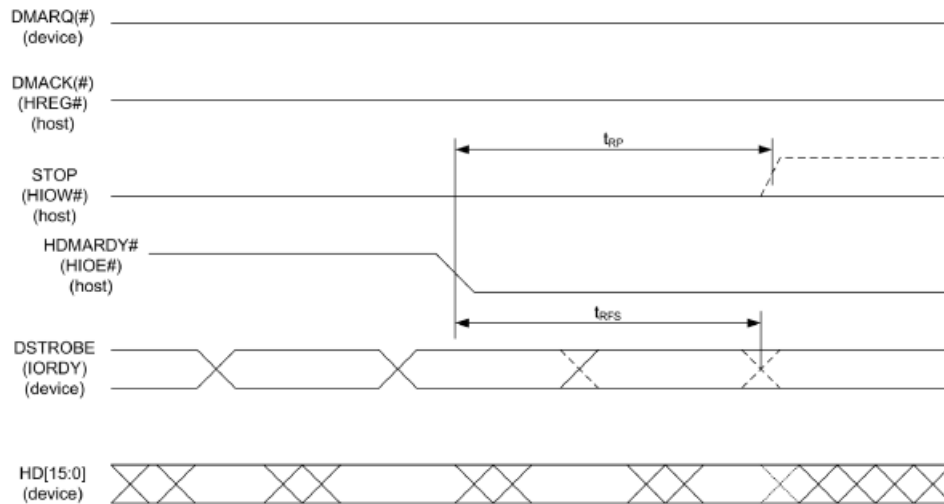 DMARQ(#)
(device)
DMACK(#)
(HREG#)
(host)
tRP
STOP
(HIOW#)
(host)
HDMARDY#
(HIOE#)
(host)
tRFS
DSTROBE
(IORDY)
(device)
HD[15:0]
(device)